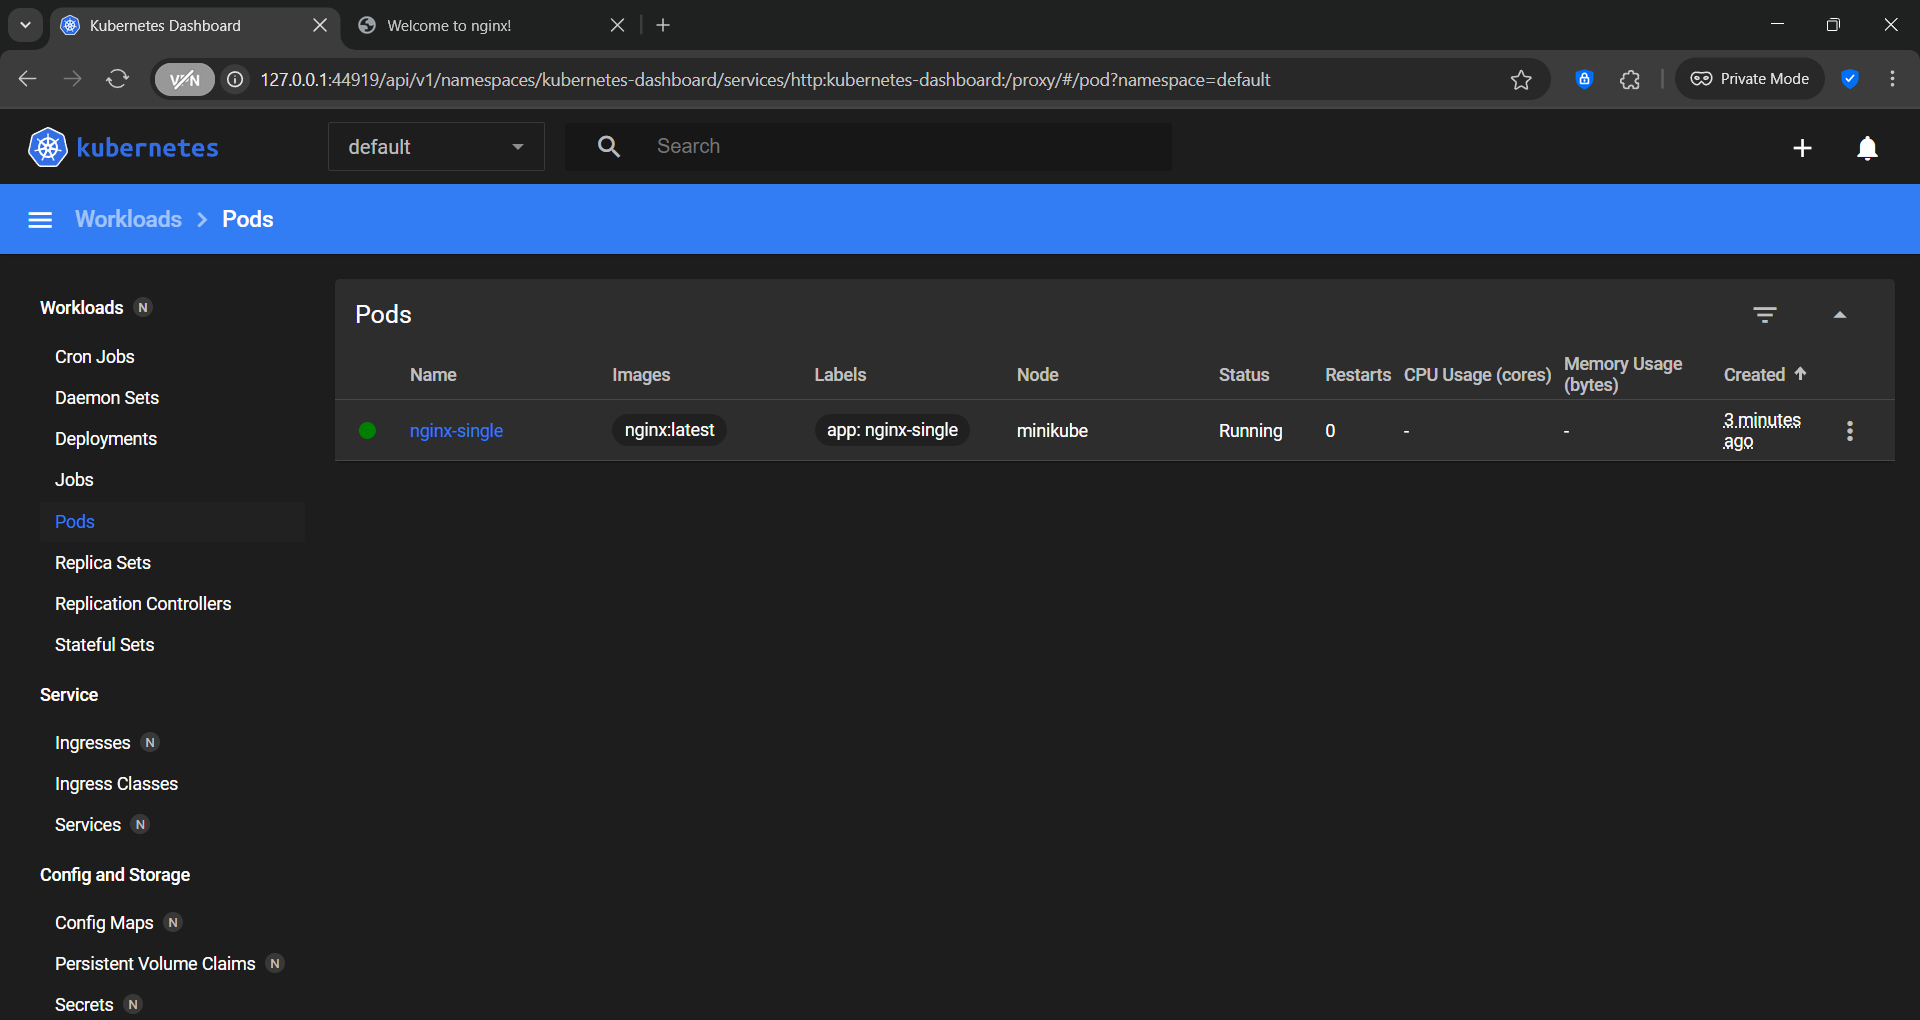 Kubernetes Dashboard
Welcome to nginx!
VPN
127.0.0.1:44919/api/v1/namespaces/kubernetes-dashboard/services/http:kubernetes-dashboard:/proxy/#/pod?namespace=default
Private Mode
kubernetes
default
Search
Workloads
Pods
Workloads N
Cron Jobs
Daemon Sets
Deployments
Jobs
Pods
Replica Sets
Replication Controllers
Stateful Sets
Service
Ingresses N
Ingress Classes
Services N
Config and Storage
Config Maps N
Persistent Volume Claims N
Secrets N
Pods
Name Images Labels Node Status Restarts CPU Usage (cores) Memory Usage (bytes) Created
nginx-single nginx:latest app: nginx-single minikube Running 0 - - 3 minutes ago